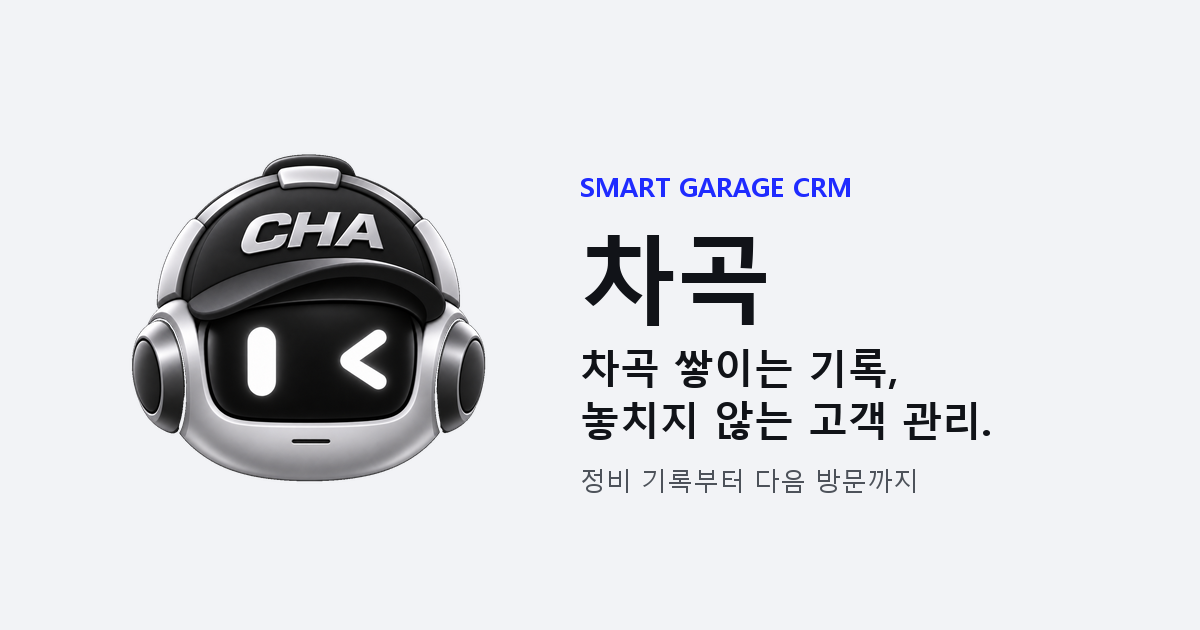 CHA
SMART GARAGE CRM
차곡
차곡 쌓이는 기록,
놓치지 않는 고객 관리.
정비 기록부터 다음 방문까지